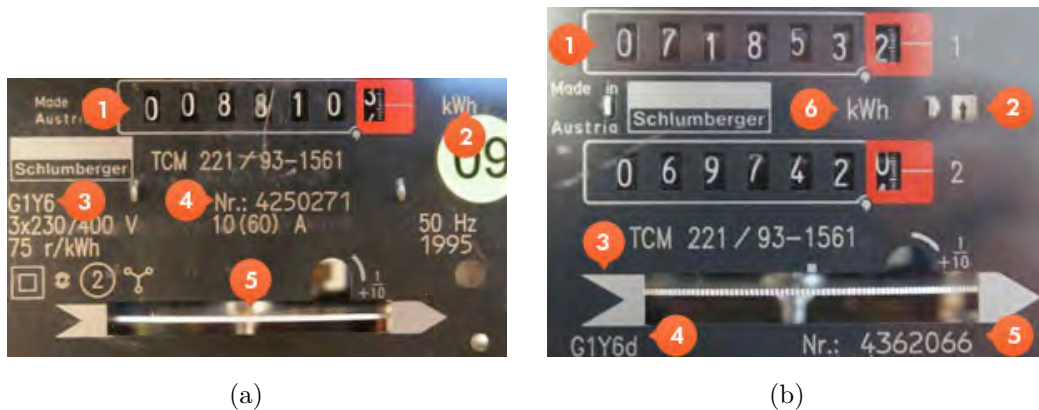 Made
Austria
1
0 0 8 8 1 0
kWh
2
09
Schlumberger
TCM 221/93-1561
G1Y6 3
4 Nr.: 4250271
3x230/400 V 10(60) A 50 Hz
75 r/kWh 1995
2
5
1
+10
(a)
1 0 7 1 8 5 3 2 1
Made in
Austria
Schlumberger
6 kWh 2
0 6 9 7 4 2 2
3 TCM 221/93-1561
1
+10
G1Y6d 4 Nr.: 4362066 5
(b)